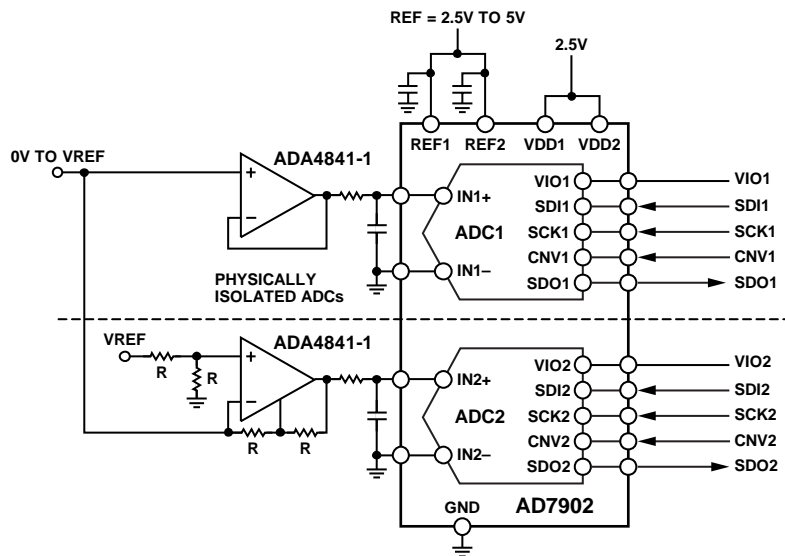 REF = 2.5V TO 5V
2.5V
REF1 REF2 VDD1 VDD2
0V TO VREF
ADA4841-1
IN1+
IN1–
ADC1
VIO1
SDI1
SCK1
CNV1
SDO1
VIO1
SDI1
SCK1
CNV1
SDO1
PHYSICALLY
ISOLATED ADCs
VREF
R
R
ADA4841-1
R
R
IN2+
IN2–
ADC2
VIO2
SDI2
SCK2
CNV2
SDO2
VIO2
SDI2
SCK2
CNV2
SDO2
GND
AD7902